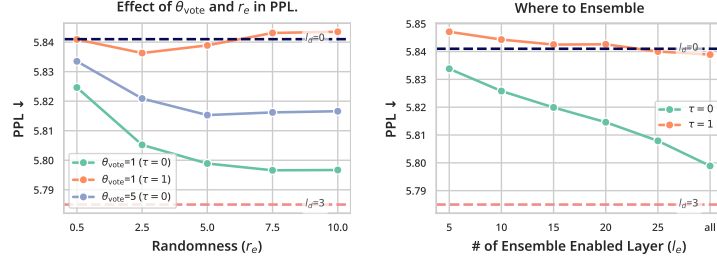 Effect of θvote and re in PPL.
PPL ↓
5.84
5.83
5.82
5.81
5.80
5.79
ld=0
ld=3
θvote=1 (τ = 0)
θvote=1 (τ = 1)
θvote=5 (τ = 0)
0.5 2.5 5.0 7.5 10.0
Randomness (re)
Where to Ensemble
PPL ↓
5.85
5.84
5.83
5.82
5.81
5.80
5.79
ld=0
τ = 0
τ = 1
ld=3
5 10 15 20 25 all
# of Ensemble Enabled Layer (le)